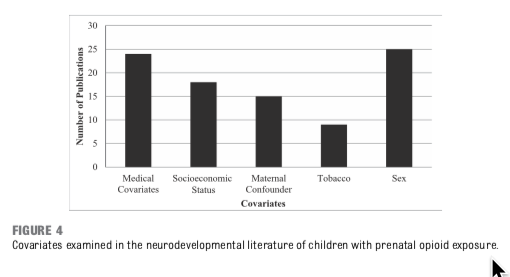 30
25
20
15
10
5
0
Number of Publications
Medical Covariates
Socioeconomic Status
Maternal Confounder
Tobacco
Sex
Covariates
FIGURE 4
Covariates examined in the neurodevelopmental literature of children with prenatal opioid exposure.